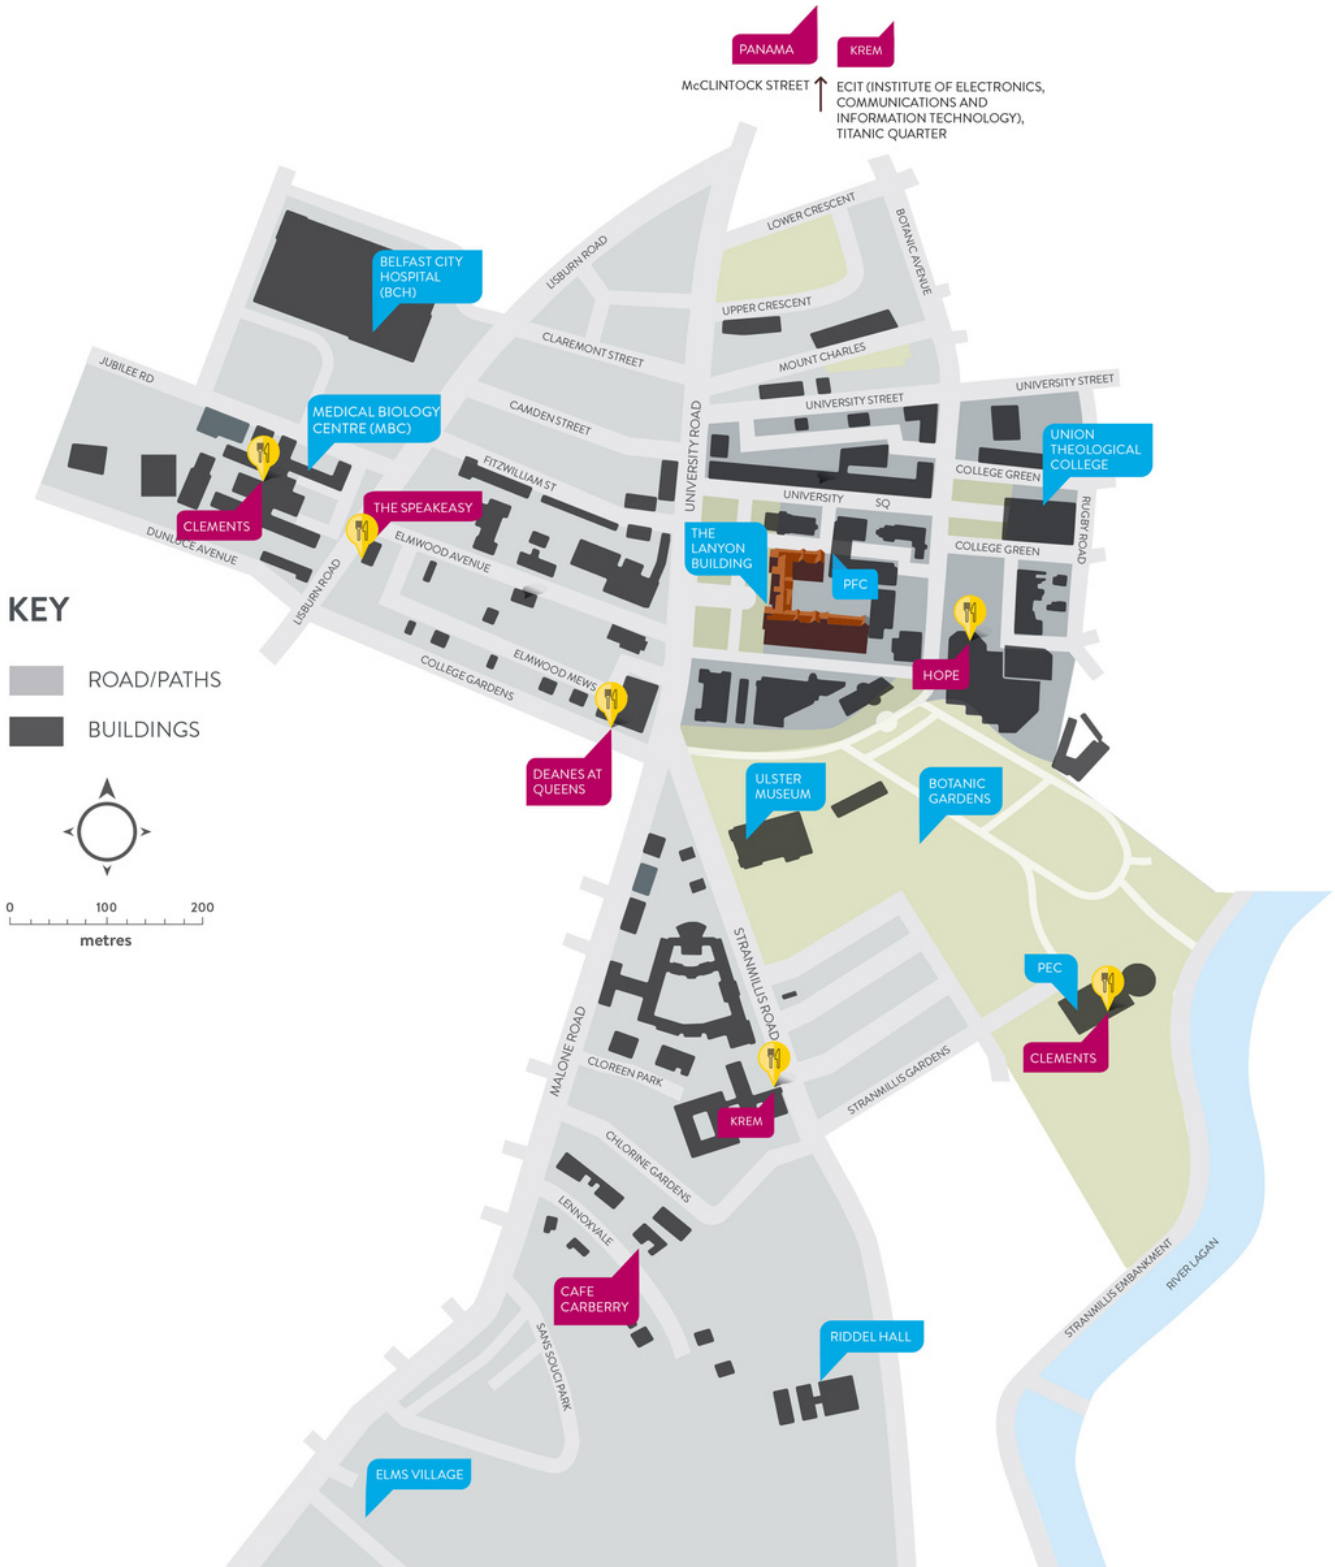 PANAMA
KREM
McCLINTOCK STREET
ECIT (INSTITUTE OF ELECTRONICS,
COMMUNICATIONS AND
INFORMATION TECHNOLOGY),
TITANIC QUARTER
LOWER CRESCENT
BOTANIC AVENUE
LISBURN ROAD
BELFAST CITY
HOSPITAL
(BCH)
UPPER CRESCENT
CLAREMONT STREET
MOUNT CHARLES
JUBILEE RD
UNIVERSITY STREET
UNIVERSITY STREET
MEDICAL BIOLOGY
CENTRE (MBC)
CAMDEN STREET
UNIVERSITY ROAD
UNION
THEOLOGICAL
COLLEGE
FITZWILLIAM ST
COLLEGE GREEN
UNIVERSITY SQ
THE SPEAKEASY
CLEMENTS
RUGBY ROAD
DUNLUCE AVENUE
ELMWOOD AVENUE
THE
LANYON
BUILDING
COLLEGE GREEN
PFC
LISBURN ROAD
KEY
ROAD/PATHS
BUILDINGS
ELMWOOD MEWS
COLLEGE GARDENS
HOPE
DEANES AT
QUEENS
ULSTER
MUSEUM
BOTANIC
GARDENS
0 100 200
metres
STRANMILLIS ROAD
PEC
CLEMENTS
MALONE ROAD
CLOREEN PARK
STRANMILLIS GARDENS
KREM
CHLORINE GARDENS
LENNOXVALE
CAFE
CARBERRY
STRANMILLIS EMBANKMENT
RIVER LAGAN
SANS SOUCI PARK
RIDDEL HALL
ELMS VILLAGE